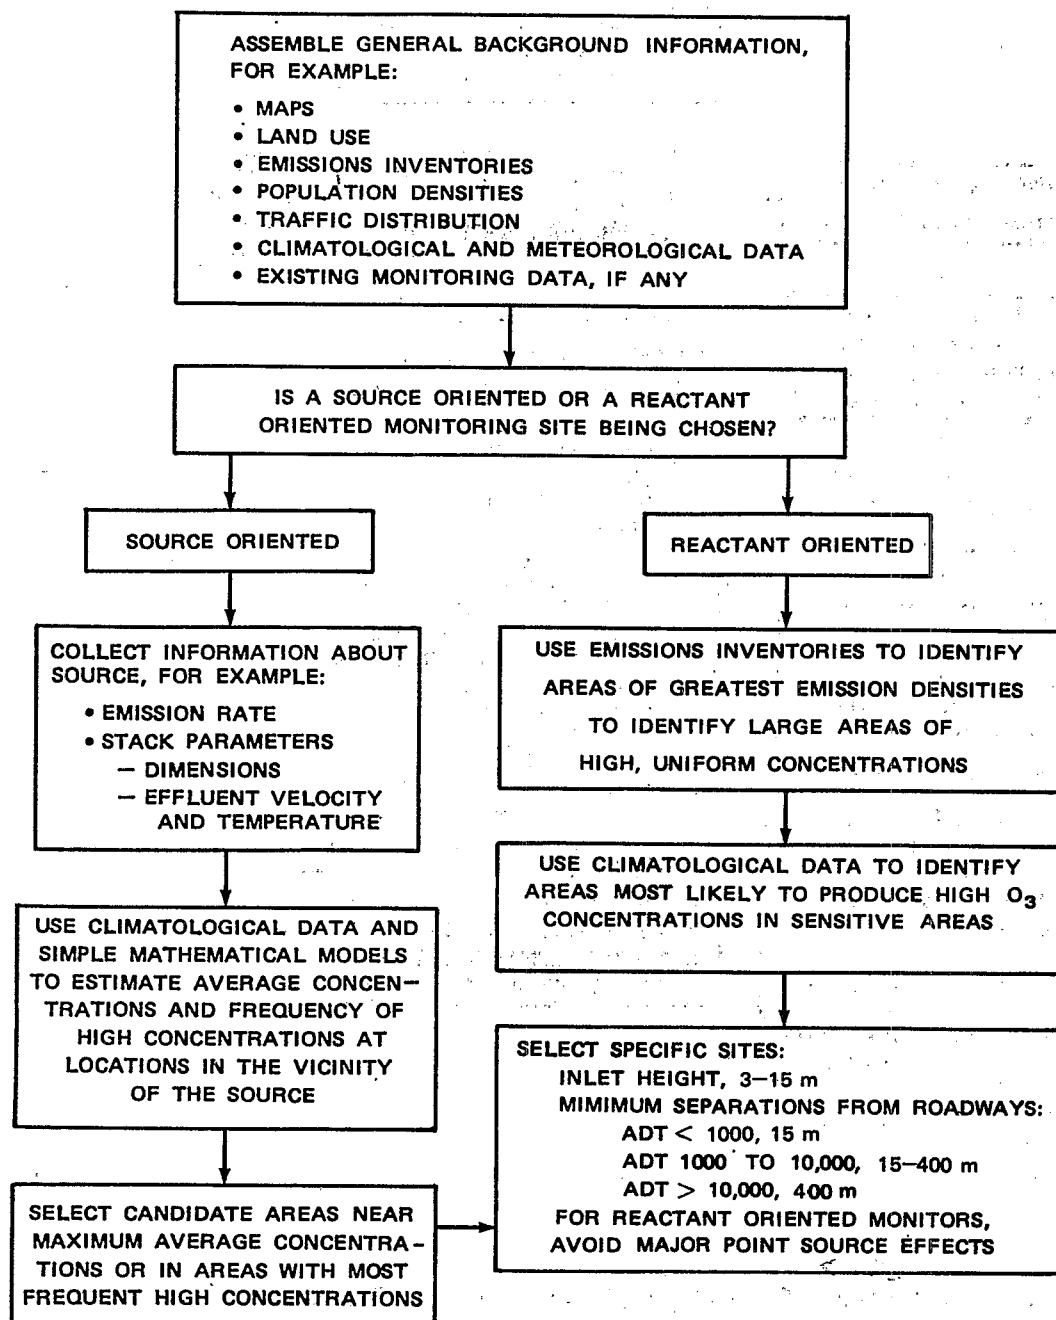 ASSEMBLE GENERAL BACKGROUND INFORMATION,
FOR EXAMPLE:
• MAPS
• LAND USE
• EMISSIONS INVENTORIES
• POPULATION DENSITIES
• TRAFFIC DISTRIBUTION
• CLIMATOLOGICAL AND METEOROLOGICAL DATA
• EXISTING MONITORING DATA, IF ANY
IS A SOURCE ORIENTED OR A REACTANT
ORIENTED MONITORING SITE BEING CHOSEN?
SOURCE ORIENTED
COLLECT INFORMATION ABOUT
SOURCE, FOR EXAMPLE:
• EMISSION RATE
• STACK PARAMETERS
— DIMENSIONS
— EFFLUENT VELOCITY
AND TEMPERATURE
USE CLIMATOLOGICAL DATA AND
SIMPLE MATHEMATICAL MODELS
TO ESTIMATE AVERAGE CONCEN-
TRATIONS AND FREQUENCY OF
HIGH CONCENTRATIONS AT
LOCATIONS IN THE VICINITY
OF THE SOURCE
SELECT CANDIDATE AREAS NEAR
MAXIMUM AVERAGE CONCENTRA-
TIONS OR IN AREAS WITH MOST
FREQUENT HIGH CONCENTRATIONS
REACTANT ORIENTED
USE EMISSIONS INVENTORIES TO IDENTIFY
AREAS OF GREATEST EMISSION DENSITIES
TO IDENTIFY LARGE AREAS OF
HIGH, UNIFORM CONCENTRATIONS
USE CLIMATOLOGICAL DATA TO IDENTIFY
AREAS MOST LIKELY TO PRODUCE HIGH O₃
CONCENTRATIONS IN SENSITIVE AREAS
SELECT SPECIFIC SITES:
INLET HEIGHT, 3–15 m
MIMIMUM SEPARATIONS FROM ROADWAYS:
ADT < 1000, 15 m
ADT 1000 TO 10,000, 15–400 m
ADT > 10,000, 400 m
FOR REACTANT ORIENTED MONITORS,
AVOID MAJOR POINT SOURCE EFFECTS